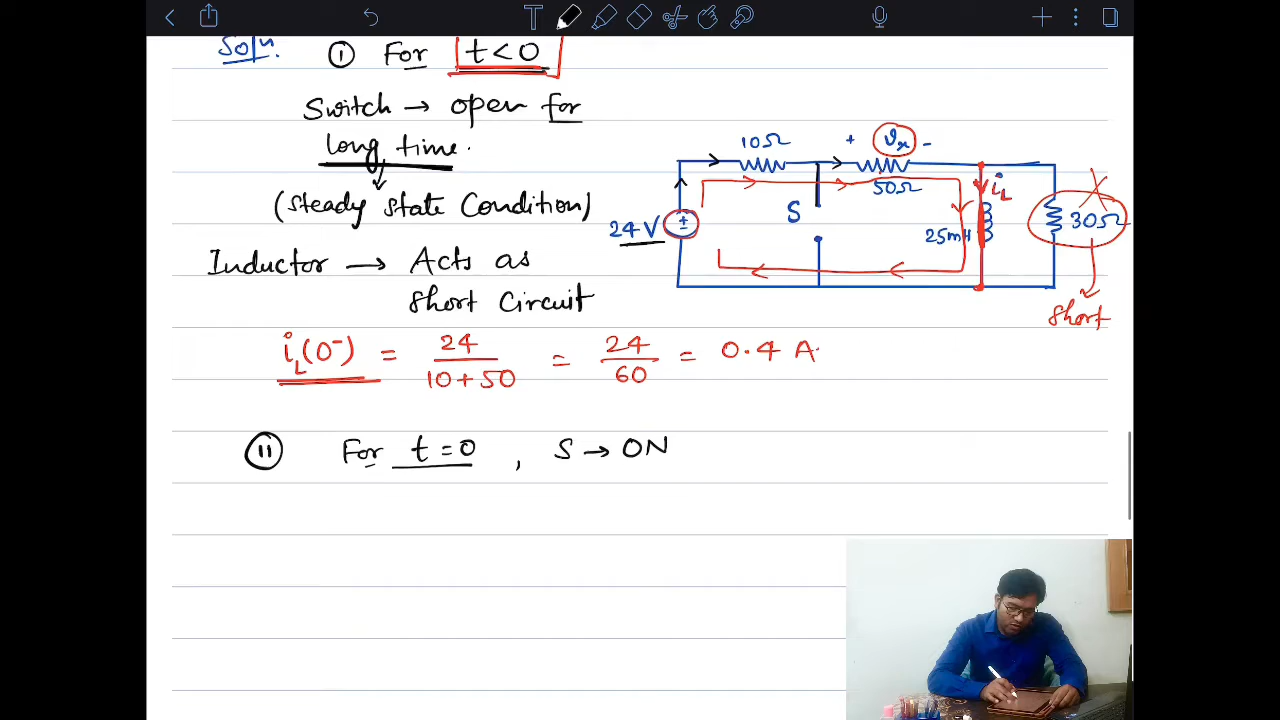 Soln.
① For t < 0
Switch → open for
long time.
(Steady state Condition)
Inductor → Acts as
short Circuit
10Ω + 𝒱x -
50Ω
S iL
24 V ± 25mH 30Ω
short
iL(0⁻) = 24/(10+50) = 24/60 = 0.4 A.
(ii) For t = 0 , S → ON
T